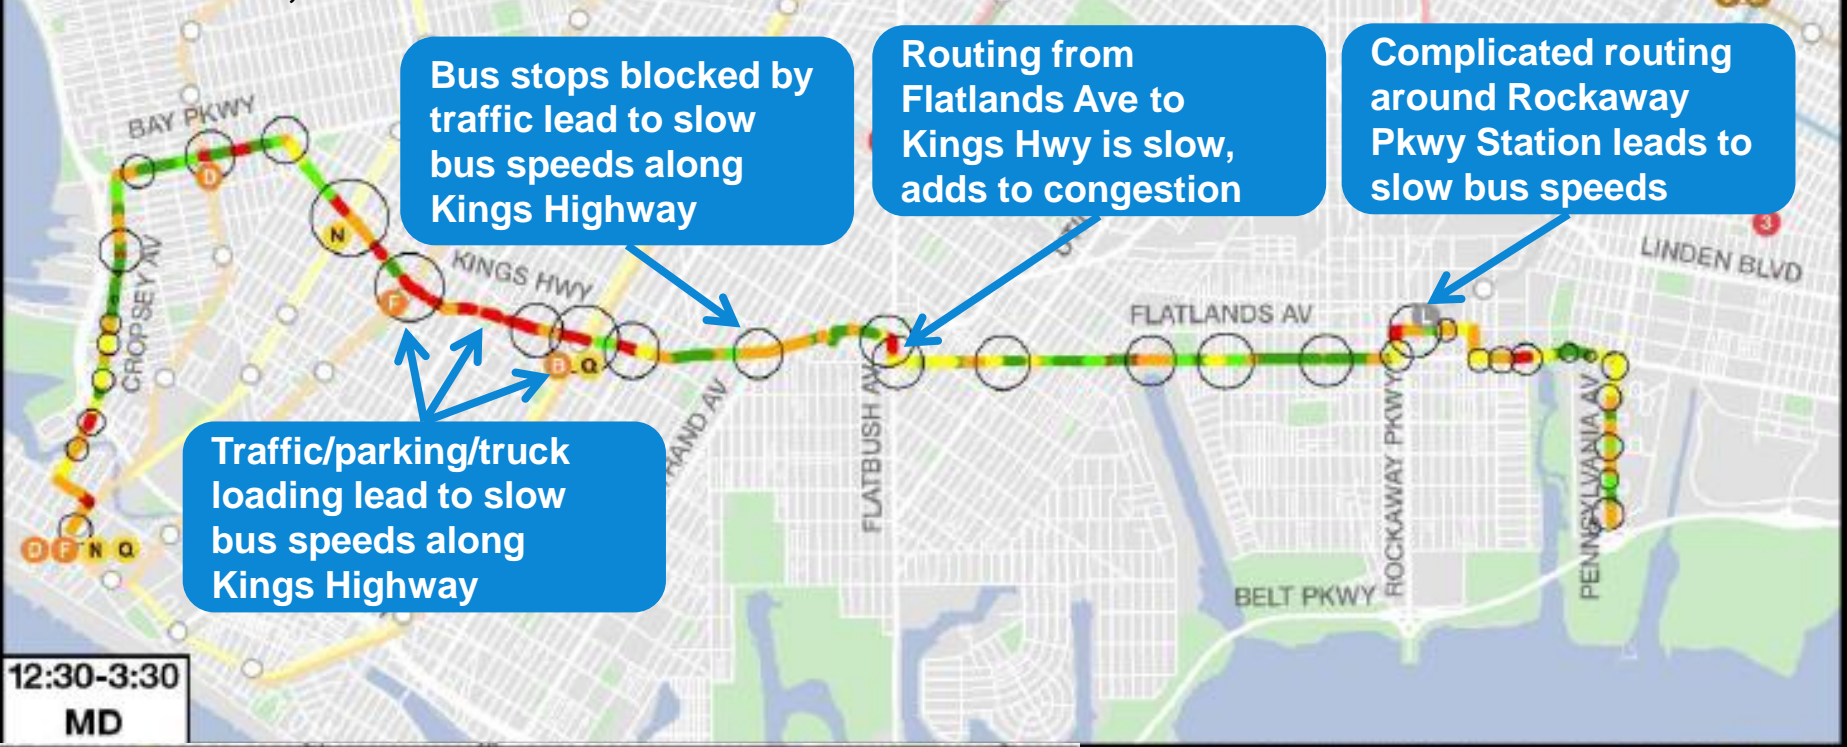 Bus stops blocked by
traffic lead to slow
bus speeds along
Kings Highway
Routing from
Flatlands Ave to
Kings Hwy is slow,
adds to congestion
Complicated routing
around Rockaway
Pkwy Station leads to
slow bus speeds
BAY PKWY
D
N
F
KINGS HWY
CROPSEY AV
B
Q
3
LINDEN BLVD
FLATLANDS AV
L
FLATBUSH AV
ROCKAWAY PKWY
PENNSYLVANIA AV
BELT PKWY
Traffic/parking/truck
loading lead to slow
bus speeds along
Kings Highway
D F N Q
12:30-3:30
MD